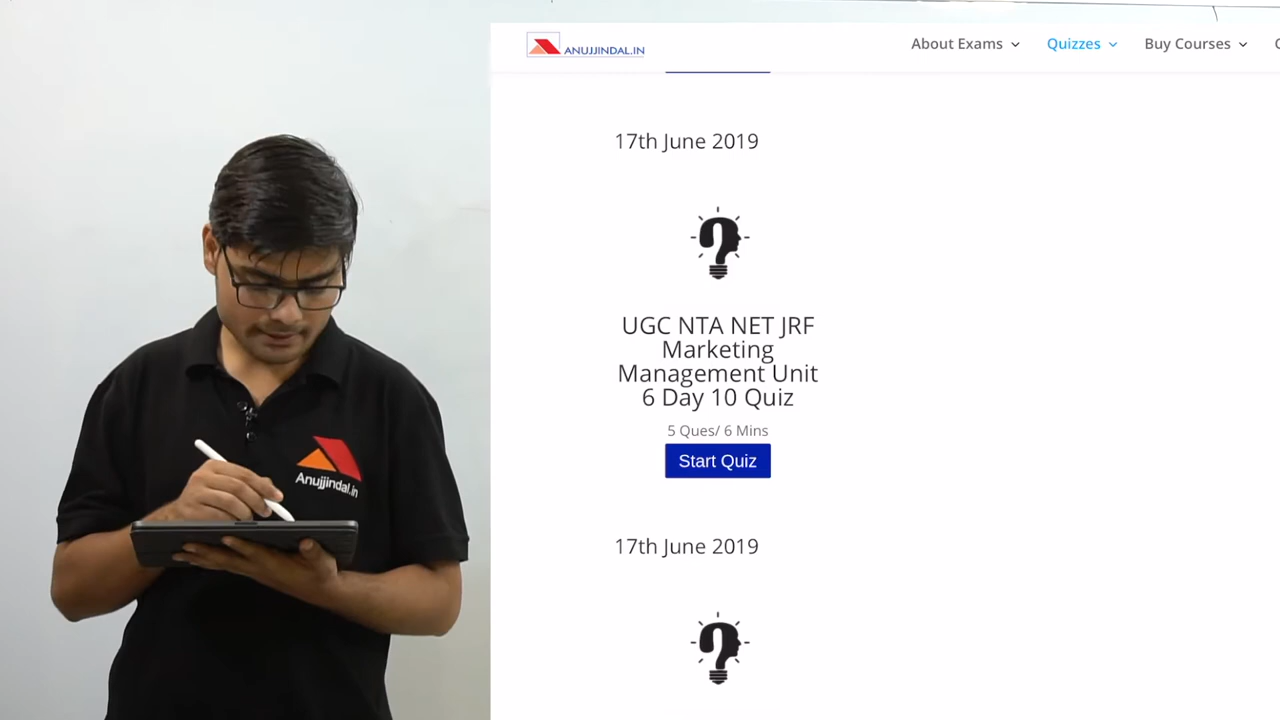 ANUJJINDAL.IN
About Exams
Quizzes
Buy Courses
17th June 2019
UGC NTA NET JRF
Marketing
Management Unit
6 Day 10 Quiz
5 Ques/ 6 Mins
Start Quiz
17th June 2019
Anujjindal.in